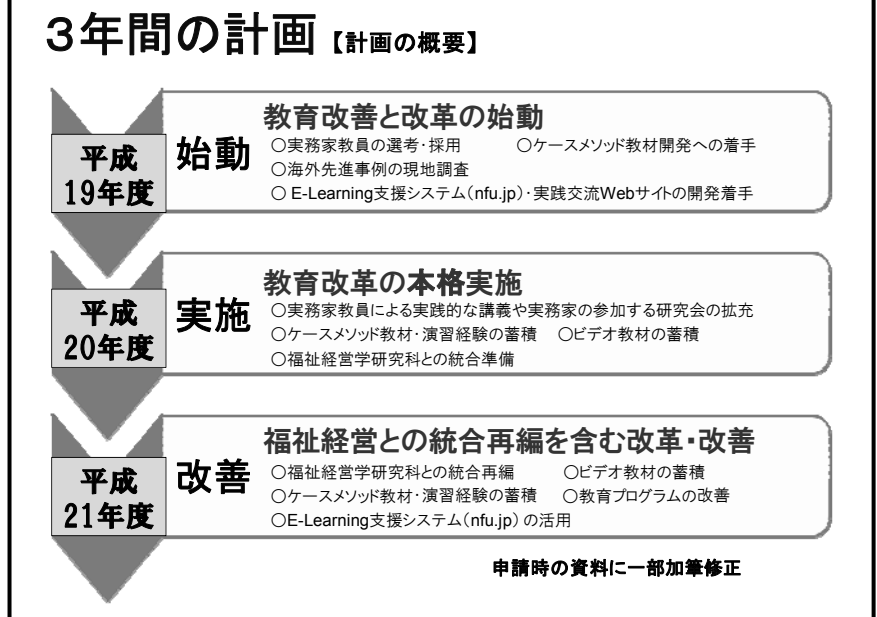 3年間の計画【計画の概要】
平成
19年度
始動
教育改善と改革の始動
○実務家教員の選考・採用 ○ケースメソッド教材開発への着手
○海外先進事例の現地調査
○ E-Learning支援システム(nfu.jp)・実践交流Webサイトの開発着手
平成
20年度
実施
教育改革の本格実施
○実務家教員による実践的な講義や実務家の参加する研究会の拡充
○ケースメソッド教材・演習経験の蓄積 ○ビデオ教材の蓄積
○福祉経営学研究科との統合準備
平成
21年度
改善
福祉経営との統合再編を含む改革・改善
○福祉経営学研究科との統合再編 ○ビデオ教材の蓄積
○ケースメソッド教材・演習経験の蓄積 ○教育プログラムの改善
○E-Learning支援システム(nfu.jp) の活用
申請時の資料に一部加筆修正